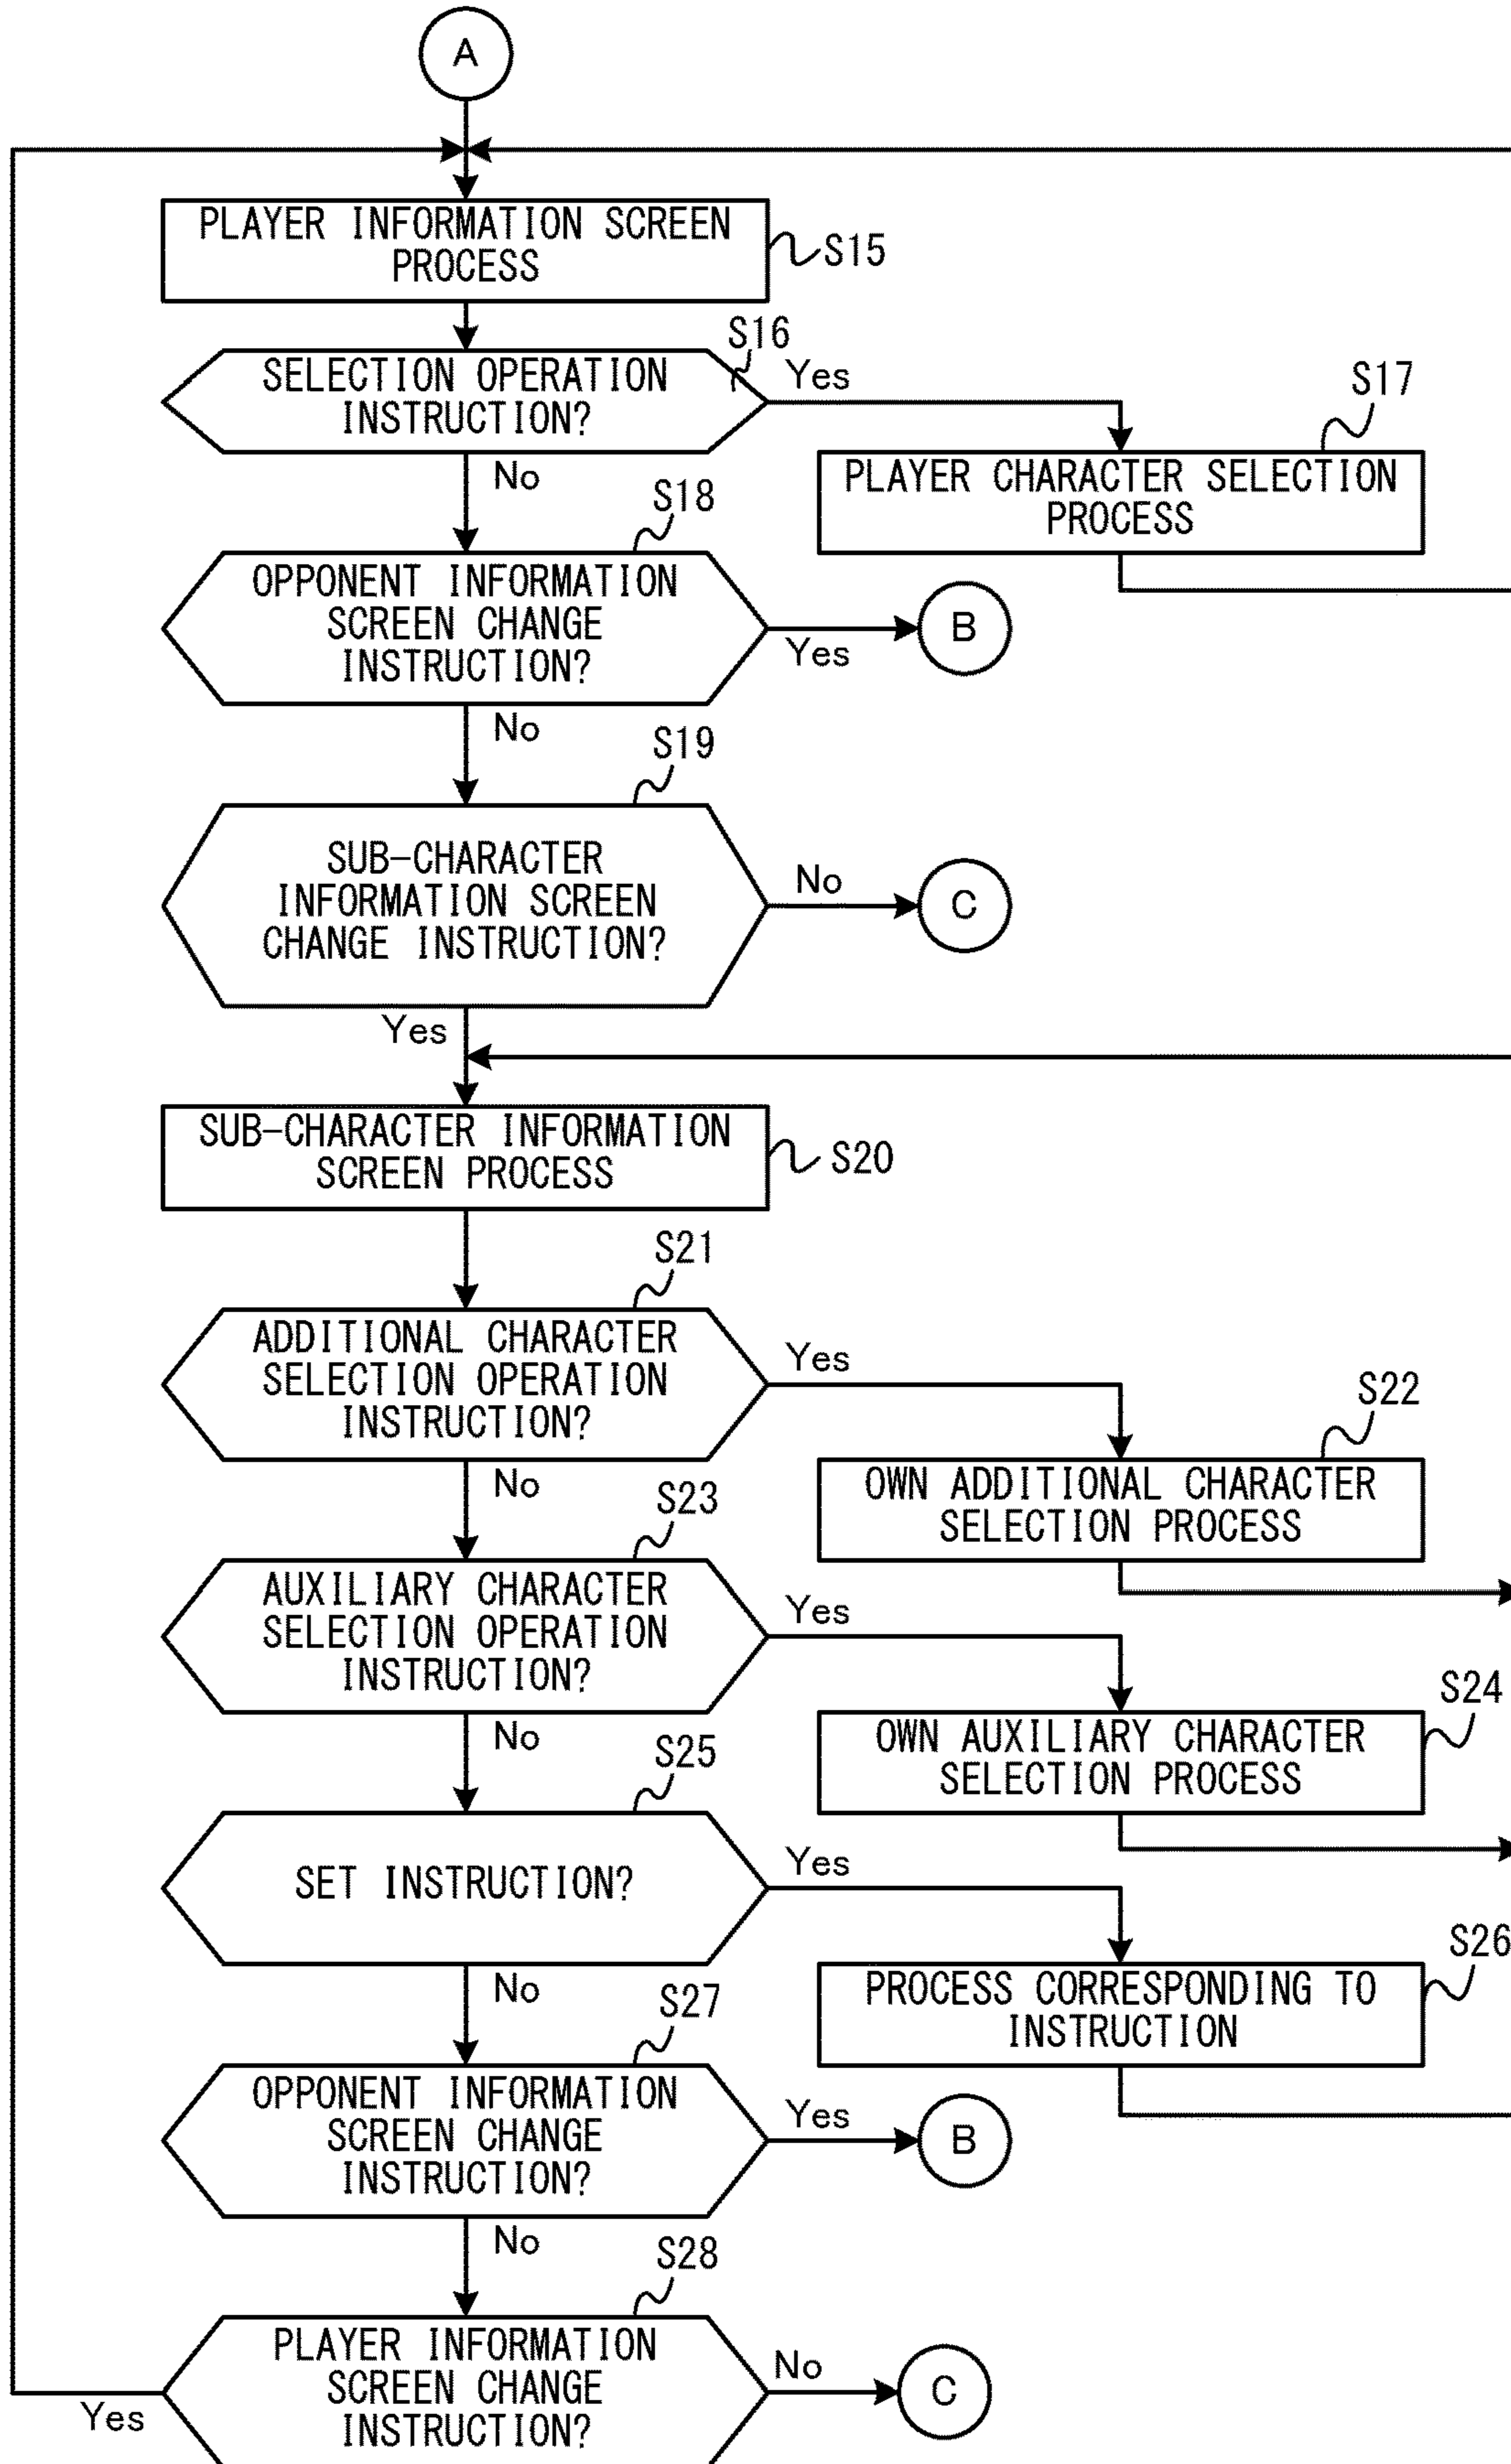 A
PLAYER INFORMATION SCREEN
PROCESS
S15
S16
SELECTION OPERATION
INSTRUCTION?
Yes
No
S17
PLAYER CHARACTER SELECTION
PROCESS
S18
OPPONENT INFORMATION
SCREEN CHANGE
INSTRUCTION?
Yes
B
No
S19
SUB-CHARACTER
INFORMATION SCREEN
CHANGE INSTRUCTION?
No
C
Yes
SUB-CHARACTER INFORMATION
SCREEN PROCESS
S20
S21
ADDITIONAL CHARACTER
SELECTION OPERATION
INSTRUCTION?
Yes
No
S22
OWN ADDITIONAL CHARACTER
SELECTION PROCESS
S23
AUXILIARY CHARACTER
SELECTION OPERATION
INSTRUCTION?
Yes
No
S24
OWN AUXILIARY CHARACTER
SELECTION PROCESS
S25
SET INSTRUCTION?
Yes
No
S26
PROCESS CORRESPONDING TO
INSTRUCTION
S27
OPPONENT INFORMATION
SCREEN CHANGE
INSTRUCTION?
Yes
B
No
S28
PLAYER INFORMATION
SCREEN CHANGE
INSTRUCTION?
No
C
Yes